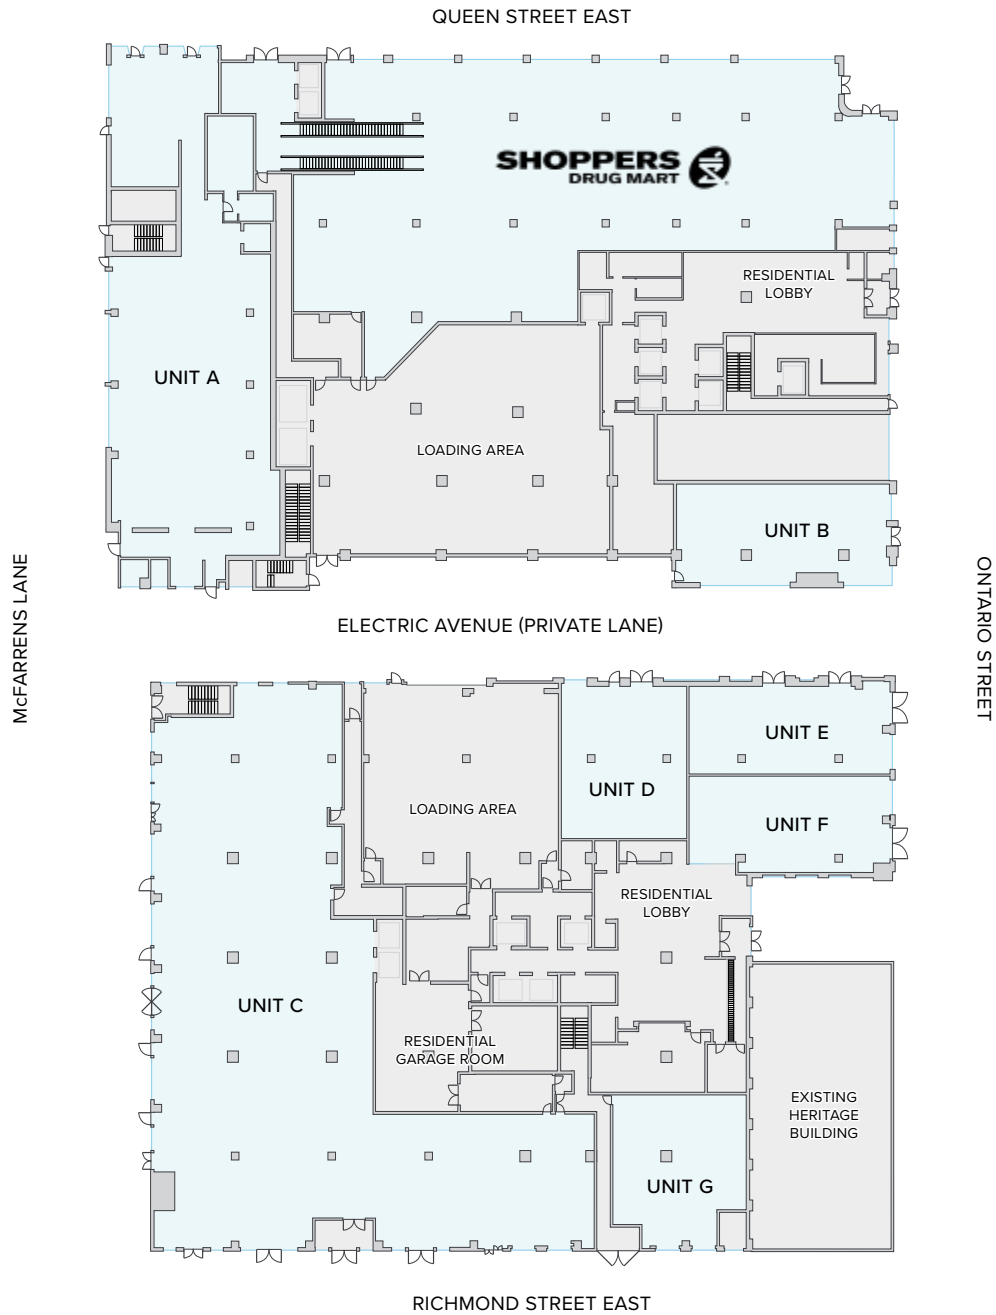 QUEEN STREET EAST
SHOPPERS
DRUG MART
RESIDENTIAL
LOBBY
UNIT A
LOADING AREA
UNIT B
McFARRENS LANE
ONTARIO STREET
ELECTRIC AVENUE (PRIVATE LANE)
UNIT E
UNIT D
LOADING AREA
UNIT F
RESIDENTIAL
LOBBY
UNIT C
RESIDENTIAL
GARAGE ROOM
EXISTING
HERITAGE
BUILDING
UNIT G
RICHMOND STREET EAST